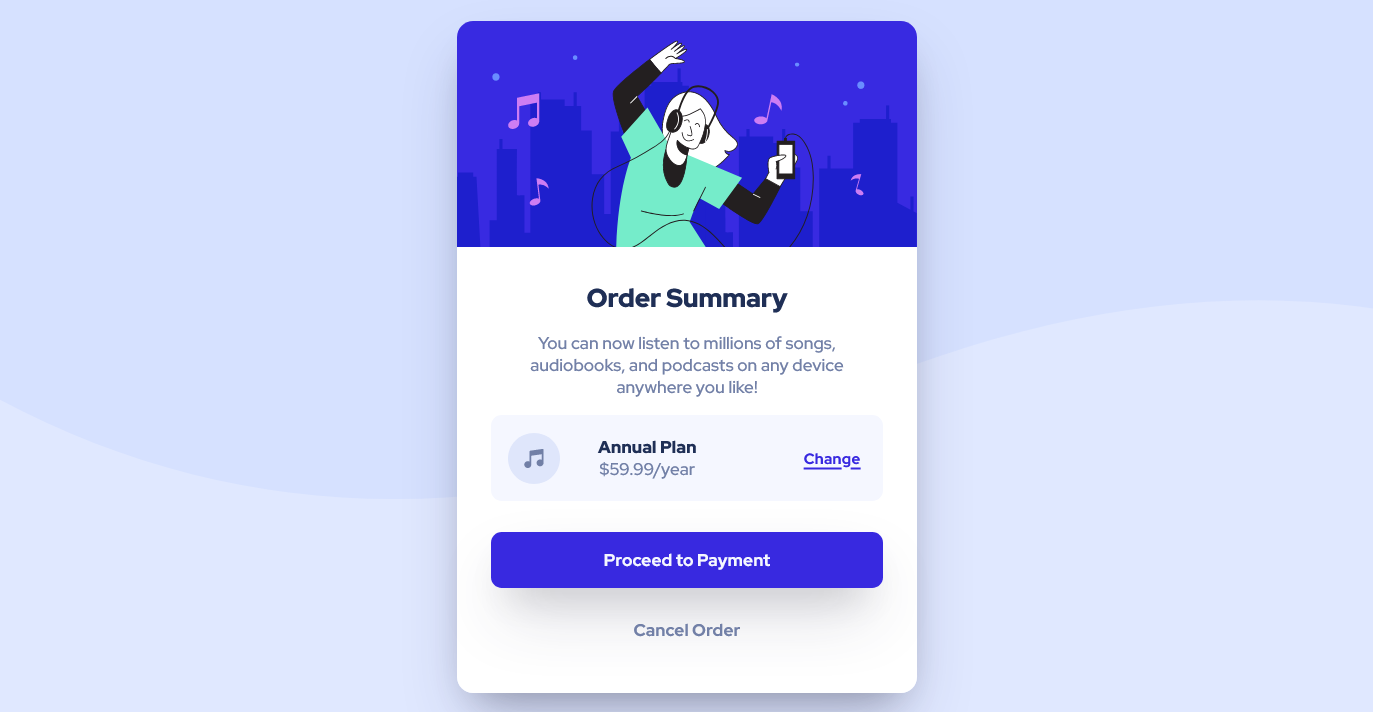 Order Summary
You can now listen to millions of songs,
audiobooks, and podcasts on any device
anywhere you like!
Annual Plan
$59.99/year
Change
Proceed to Payment
Cancel Order